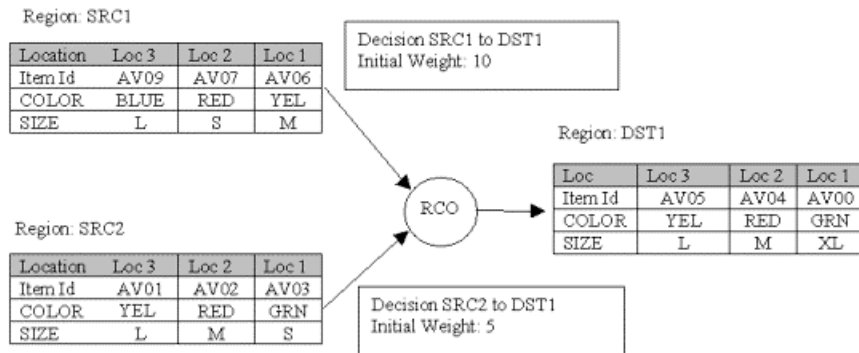 Region: SRC1
Location Loc 3 Loc 2 Loc 1
Item Id AV09 AV07 AV06
COLOR BLUE RED YEL
SIZE L S M
Decision SRC1 to DST1
Initial Weight: 10
Region: DST1
Loc Loc 3 Loc 2 Loc 1
Item Id AV05 AV04 AV00
COLOR YEL RED GRN
SIZE L M XL
RCO
Region: SRC2
Location Loc 3 Loc 2 Loc 1
Item Id AV01 AV02 AV03
COLOR YEL RED GRN
SIZE L M S
Decision SRC2 to DST1
Initial Weight: 5